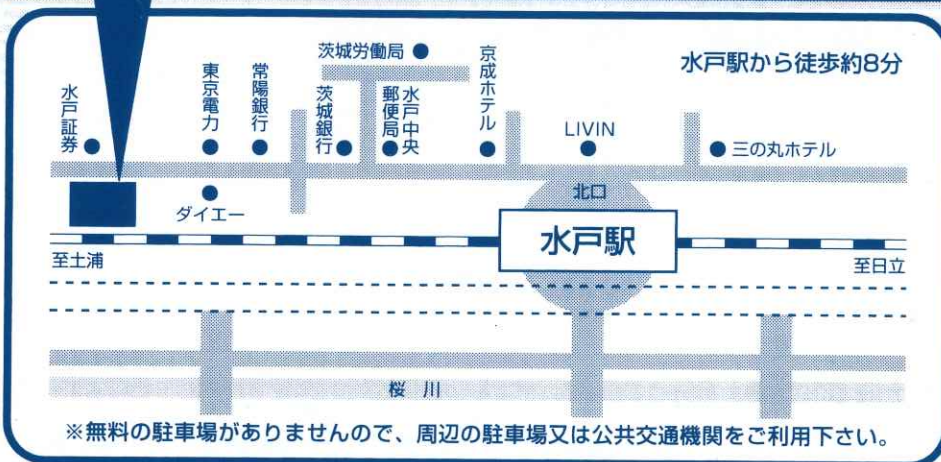 水戸駅から徒歩約8分
茨城労働局
京成ホテル
水戸証券
東京電力
常陽銀行
茨城銀行
水戸中央
郵便局
LIVIN
三の丸ホテル
ダイエー
北口
水戸駅
至土浦
至日立
桜川
※無料の駐車場がありませんので、周辺の駐車場又は公共交通機関をご利用下さい。